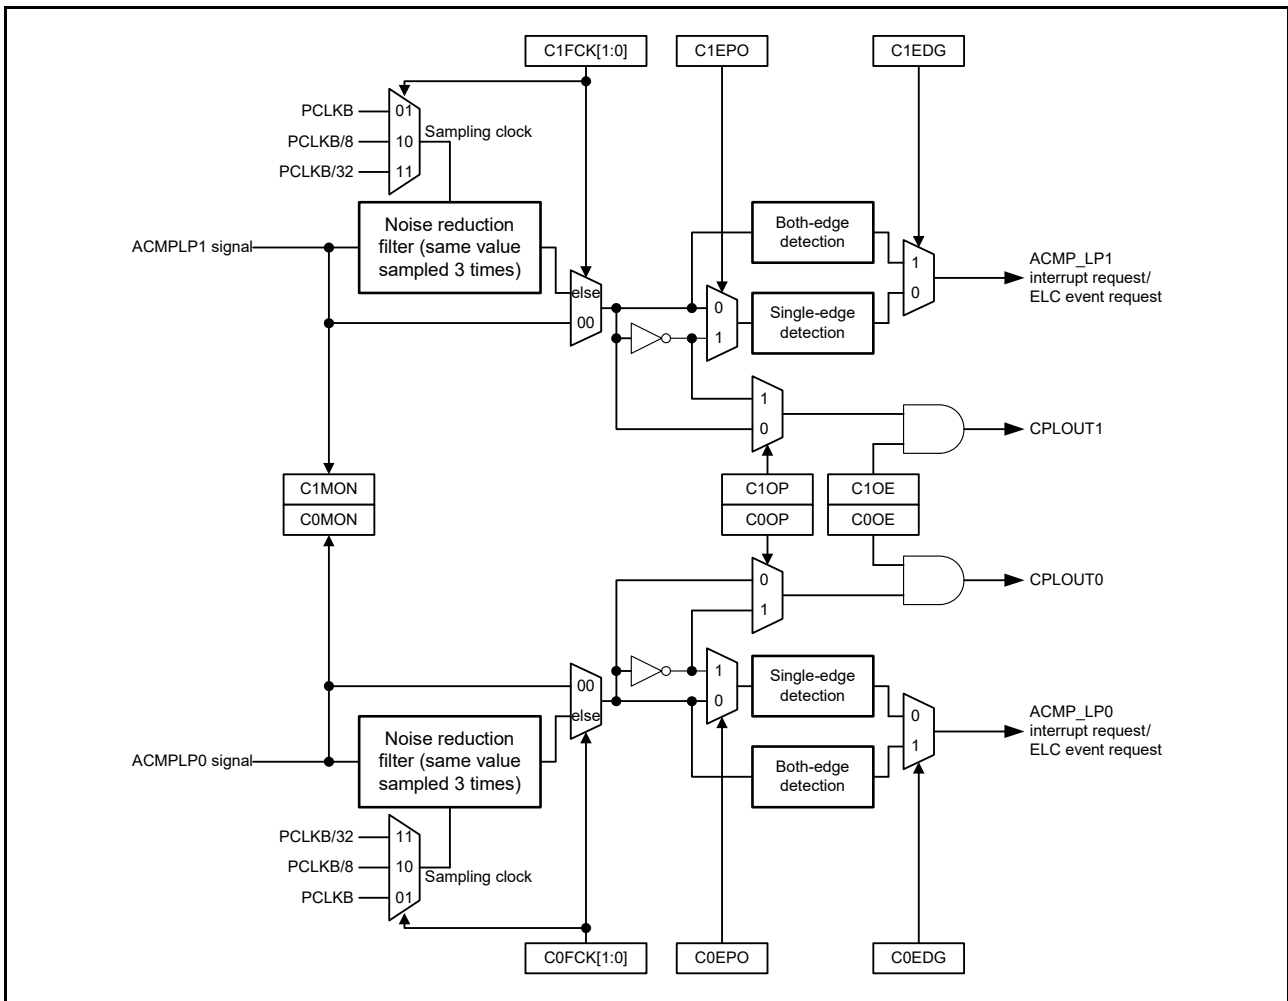 C1FCK[1:0]
C1EPO
C1EDG
PCLKB
01
PCLKB/8
10
Sampling clock
PCLKB/32
11
ACMPLP1 signal
Noise reduction
filter (same value
sampled 3 times)
else
00
Both-edge
detection
0
1
Single-edge
detection
1
0
ACMP_LP1
interrupt request/
ELC event request
1
0
CPLOUT1
C1MON
C0MON
C1OP
C0OP
C1OE
C0OE
0
1
CPLOUT0
00
else
ACMPLP0 signal
Noise reduction
filter (same value
sampled 3 times)
1
0
Single-edge
detection
Both-edge
detection
0
1
ACMP_LP0
interrupt request/
ELC event request
PCLKB/32
11
PCLKB/8
10
Sampling clock
PCLKB
01
C0FCK[1:0]
C0EPO
C0EDG